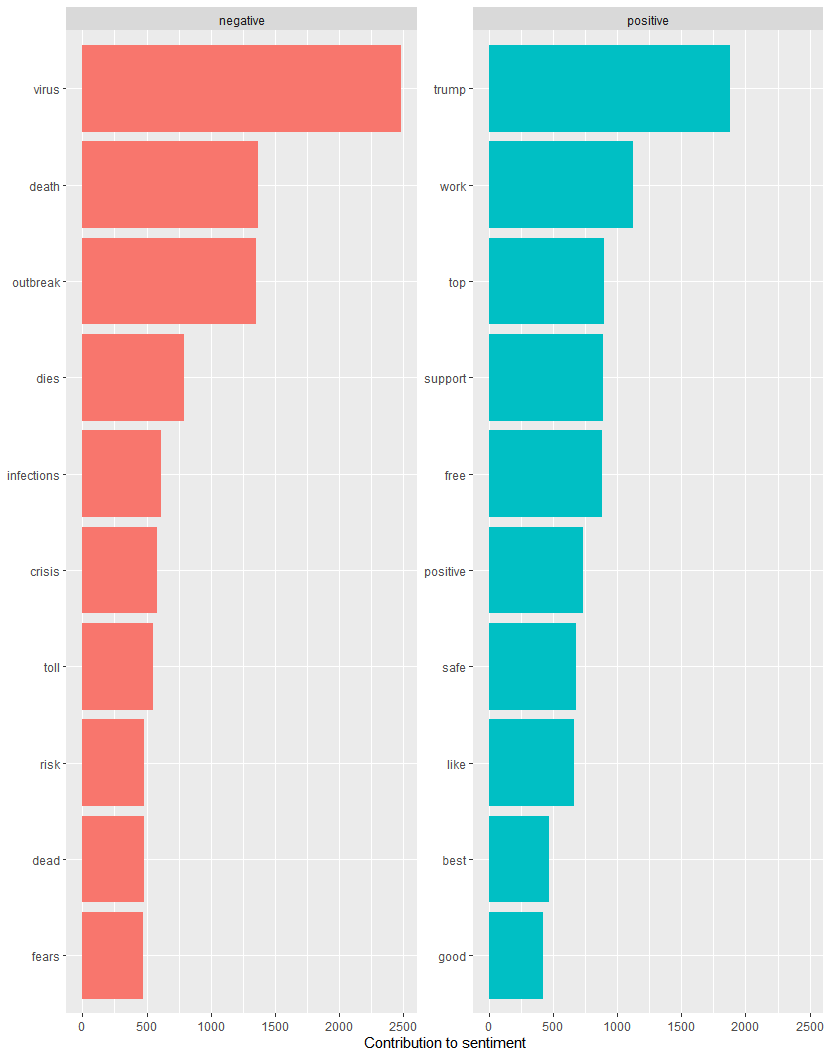 negative
virus
death
outbreak
dies
infections
crisis
toll
risk
dead
fears
0 500 1000 1500 2000 2500
positive
trump
work
top
support
free
positive
safe
like
best
good
0 500 1000 1500 2000 2500
Contribution to sentiment